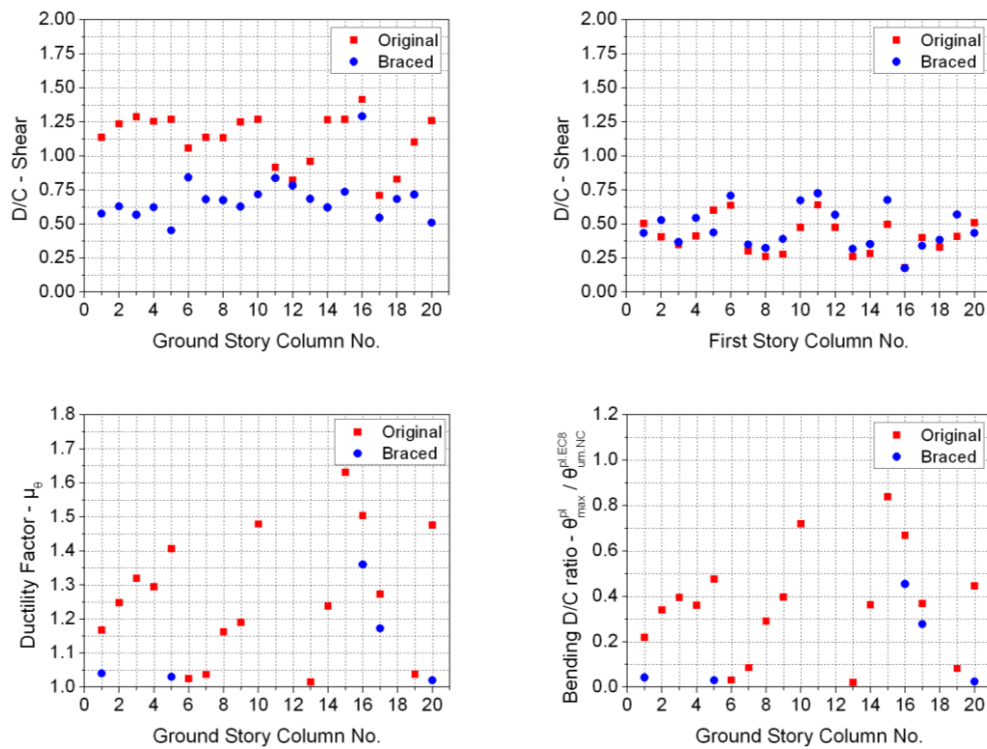 2.00
1.75
1.50
1.25
1.00
0.75
0.50
0.25
0.00
D/C - Shear
Original
Braced
0 2 4 6 8 10 12 14 16 18 20
Ground Story Column No.
2.00
1.75
1.50
1.25
1.00
0.75
0.50
0.25
0.00
D/C - Shear
Original
Braced
0 2 4 6 8 10 12 14 16 18 20
First Story Column No.
1.8
1.7
1.6
1.5
1.4
1.3
1.2
1.1
1.0
Ductility Factor - μθ
Original
Braced
0 2 4 6 8 10 12 14 16 18 20
Ground Story Column No.
1.2
1.0
0.8
0.6
0.4
0.2
0.0
Bending D/C ratio - θ^pl_max / θ^pl.EC8_um.NC
Original
Braced
0 2 4 6 8 10 12 14 16 18 20
Ground Story Column No.